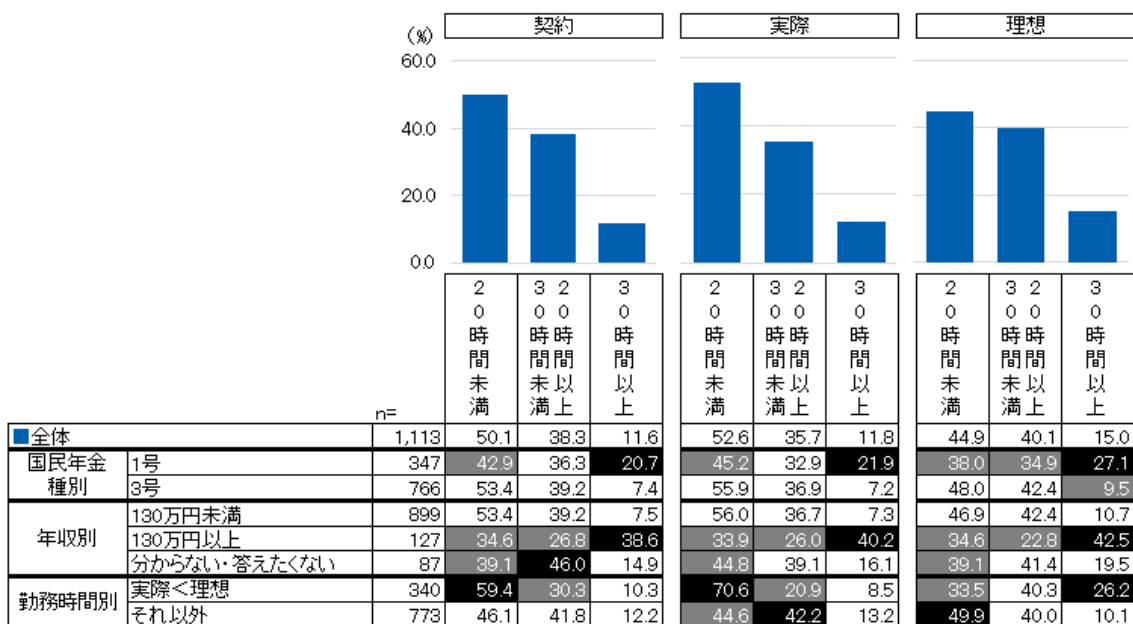 契約 実際 理想
(%)
60.0
40.0
20.0
0.0
20時間未満 20時間以上30時間未満 30時間以上 20時間未満 20時間以上30時間未満 30時間以上 20時間未満 20時間以上30時間未満 30時間以上
n=
■全体 1,113 50.1 38.3 11.6 52.6 35.7 11.8 44.9 40.1 15.0
国民年金種別 1号 347 42.9 36.3 20.7 45.2 32.9 21.9 38.0 34.9 27.1
3号 766 53.4 39.2 7.4 55.9 36.9 7.2 48.0 42.4 9.5
年収別 130万円未満 899 53.4 39.2 7.5 56.0 36.7 7.3 46.9 42.4 10.7
130万円以上 127 34.6 26.8 38.6 33.9 26.0 40.2 34.6 22.8 42.5
分からない・答えたくない 87 39.1 46.0 14.9 44.8 39.1 16.1 39.1 41.4 19.5
勤務時間別 実際<理想 340 59.4 30.3 10.3 70.6 20.9 8.5 33.5 40.3 26.2
それ以外 773 46.1 41.8 12.2 44.6 42.2 13.2 49.9 40.0 10.1